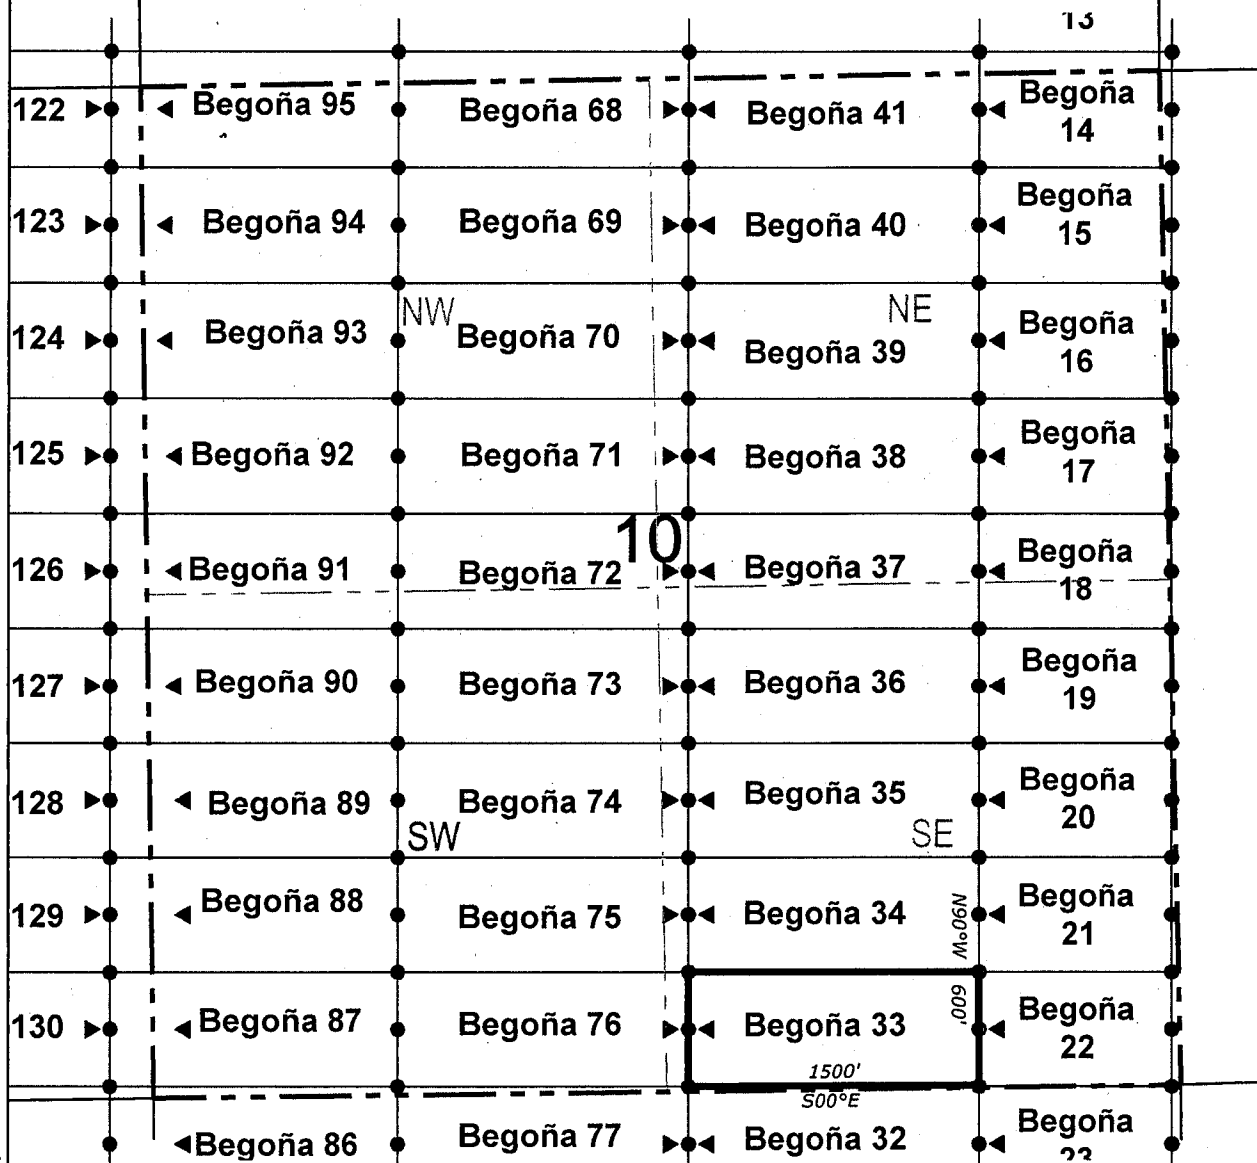 13
122 Begoña 95 Begoña 68 Begoña 41 Begoña
14
123 Begoña 94 Begoña 69 Begoña 40 Begoña
15
NW NE
124 Begoña 93 Begoña 70 Begoña 39 Begoña
16
125 Begoña 92 Begoña 71 Begoña 38 Begoña
17
10
126 Begoña 91 Begoña 72 Begoña 37 Begoña
18
127 Begoña 90 Begoña 73 Begoña 36 Begoña
19
128 Begoña 89 Begoña 74 Begoña 35 Begoña
20
SW SE
129 Begoña 88 Begoña 75 Begoña 34 Begoña
21
N90°W
600'
130 Begoña 87 Begoña 76 Begoña 33 Begoña
22
1500'
S00°E
Begoña 86 Begoña 77 Begoña 32 Begoña
23